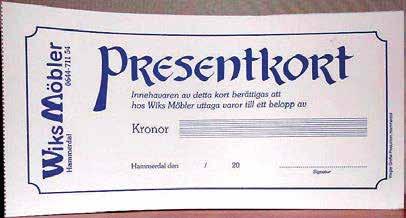 Wiks Möbler
0644-711 54
Hammerdal
PRESENTKORT
Innehavaren av detta kort berättigas att
hos Wiks Möbler uttaga varor till ett belopp av
Kronor
Hammerdal den / 20
Signatur